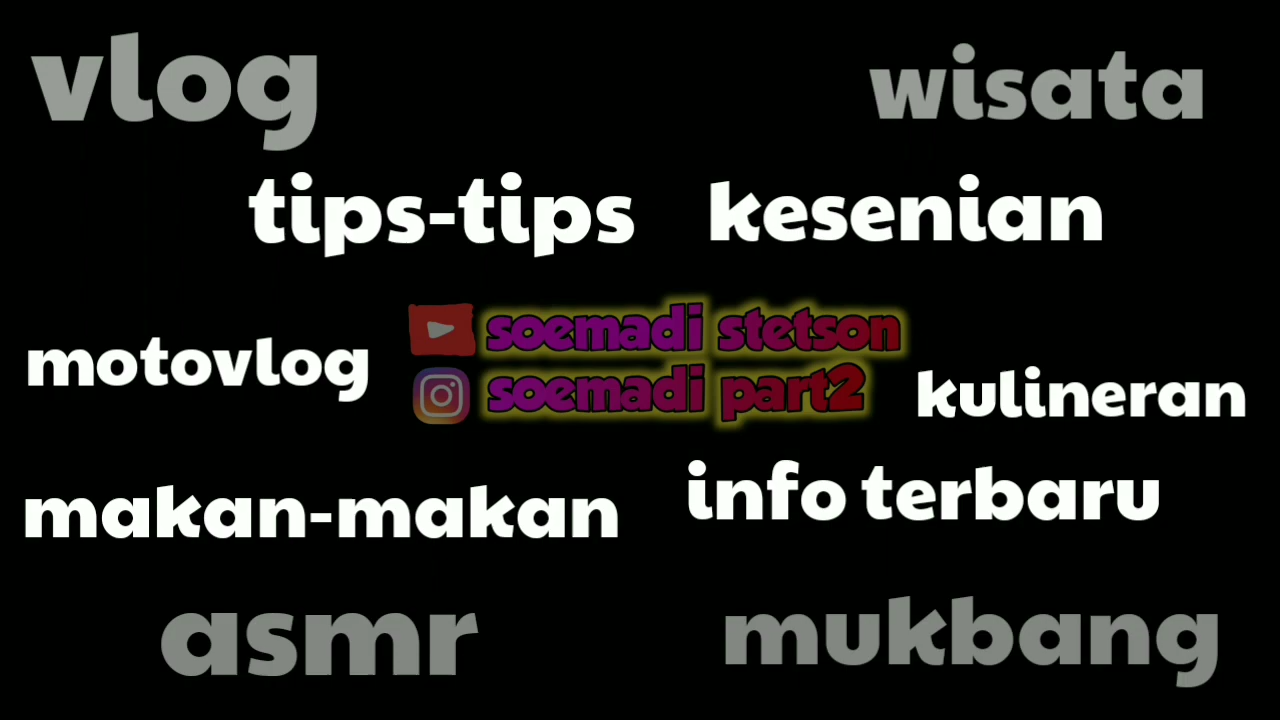 vlog
wisata
tips-tips
kesenian
soemadi stetson
motovlog
soemadi part2
kulineran
makan-makan
info terbaru
asmr
mukbang